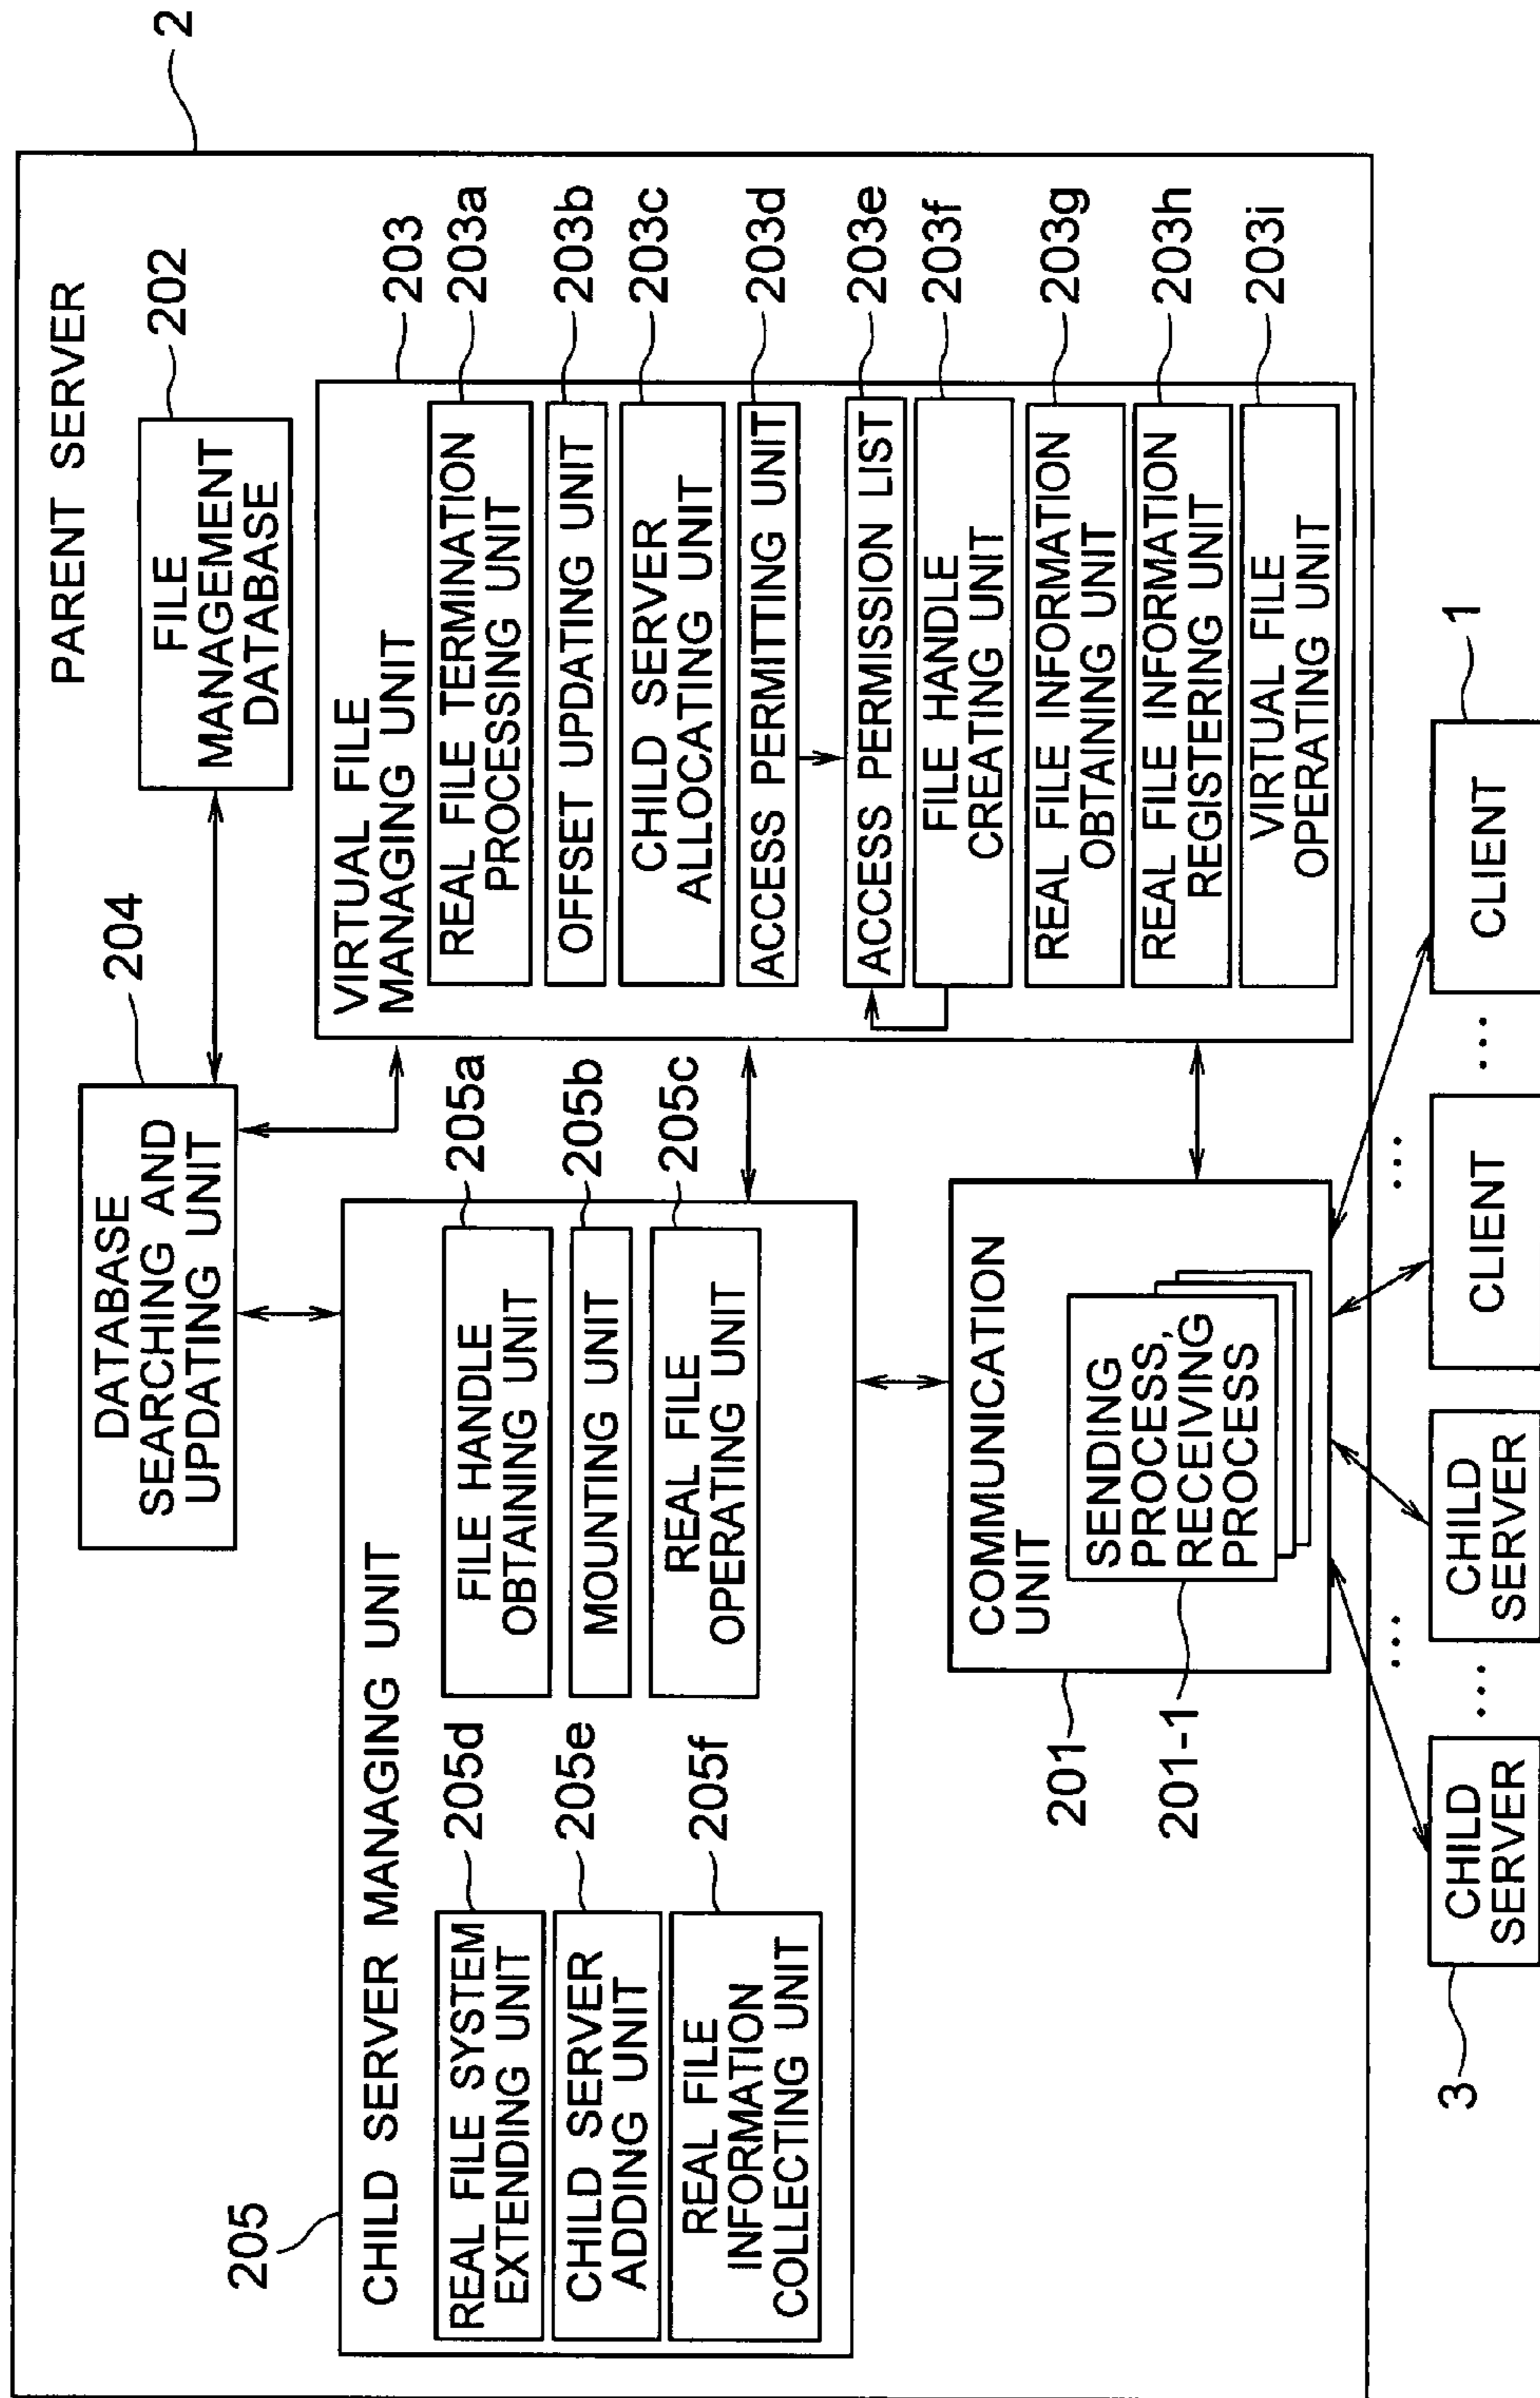 PARENT SERVER
2
DATABASE
SEARCHING AND
UPDATING UNIT
204
FILE
MANAGEMENT
DATABASE
202
205
CHILD SERVER MANAGING UNIT
REAL FILE SYSTEM
EXTENDING UNIT
205d
CHILD SERVER
ADDING UNIT
205e
REAL FILE
INFORMATION
COLLECTING UNIT
205f
FILE HANDLE
OBTAINING UNIT
205a
MOUNTING UNIT
205b
REAL FILE
OPERATING UNIT
205c
VIRTUAL FILE
MANAGING UNIT
203
REAL FILE TERMINATION
PROCESSING UNIT
203a
OFFSET UPDATING UNIT
203b
CHILD SERVER
ALLOCATING UNIT
203c
ACCESS PERMITTING UNIT
203d
ACCESS PERMISSION LIST
203e
FILE HANDLE
CREATING UNIT
203f
REAL FILE INFORMATION
OBTAINING UNIT
203g
REAL FILE INFORMATION
REGISTERING UNIT
203h
VIRTUAL FILE
OPERATING UNIT
203i
COMMUNICATION
UNIT
201
SENDING
PROCESS,
RECEIVING
PROCESS
201-1
...
...
3
CHILD
SERVER
...
CHILD
SERVER
CLIENT
...
CLIENT
1